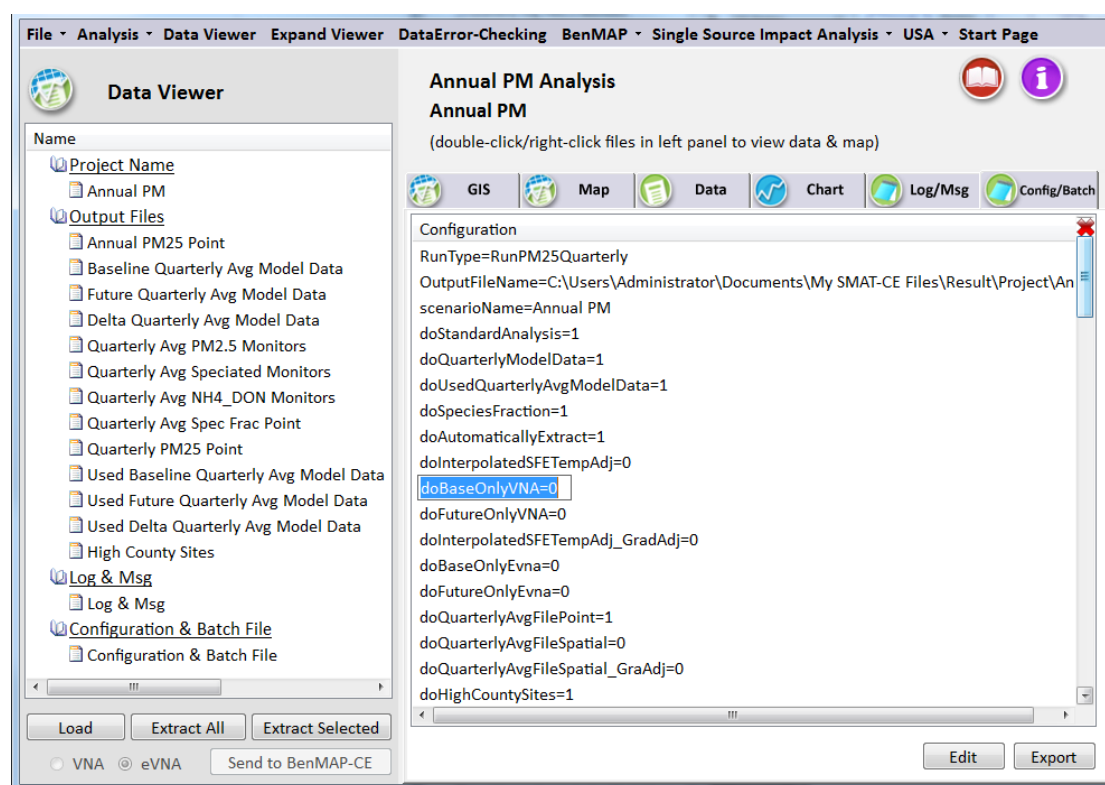 File Analysis Data Viewer Expand Viewer DataError-Checking BenMAP Single Source Impact Analysis USA Start Page
Data Viewer
Name
Project Name
Annual PM
Output Files
Annual PM25 Point
Baseline Quarterly Avg Model Data
Future Quarterly Avg Model Data
Delta Quarterly Avg Model Data
Quarterly Avg PM2.5 Monitors
Quarterly Avg Speciated Monitors
Quarterly Avg NH4_DON Monitors
Quarterly Avg Spec Frac Point
Quarterly PM25 Point
Used Baseline Quarterly Avg Model Data
Used Future Quarterly Avg Model Data
Used Delta Quarterly Avg Model Data
High County Sites
Log & Msg
Log & Msg
Configuration & Batch File
Configuration & Batch File
Load Extract All Extract Selected
VNA eVNA Send to BenMAP-CE
Annual PM Analysis
Annual PM
(double-click/right-click files in left panel to view data & map)
GIS Map Data Chart Log/Msg Config/Batch
Configuration
RunType=RunPM25Quarterly
OutputFileName=C:\Users\Administrator\Documents\My SMAT-CE Files\Result\Project\An
scenarioName=Annual PM
doStandardAnalysis=1
doQuarterlyModelData=1
doUsedQuarterlyAvgModelData=1
doSpeciesFraction=1
doAutomaticallyExtract=1
doInterpolatedSFETempAdj=0
doBaseOnlyVNA=0
doFutureOnlyVNA=0
doInterpolatedSFETempAdj_GradAdj=0
doBaseOnlyEvna=0
doFutureOnlyEvna=0
doQuarterlyAvgFilePoint=1
doQuarterlyAvgFileSpatial=0
doQuarterlyAvgFileSpatial_GraAdj=0
doHighCountySites=1
Edit Export